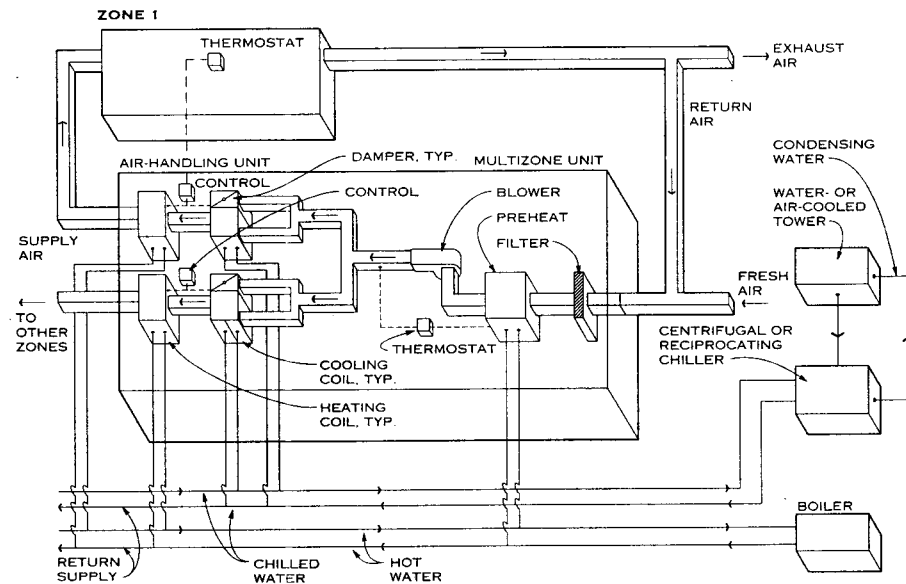 ZONE 1
THERMOSTAT
EXHAUST
AIR
RETURN
AIR
CONDENSING
WATER
AIR-HANDLING UNIT
DAMPER, TYP.
MULTIZONE UNIT
CONTROL
CONTROL
BLOWER
PREHEAT
FILTER
WATER- OR
AIR-COOLED
TOWER
SUPPLY
AIR
FRESH
AIR
TO
OTHER
ZONES
THERMOSTAT
CENTRIFUGAL OR
RECIPROCATING
CHILLER
COOLING
COIL, TYP.
HEATING
COIL, TYP.
BOILER
RETURN
SUPPLY
CHILLED
WATER
HOT
WATER